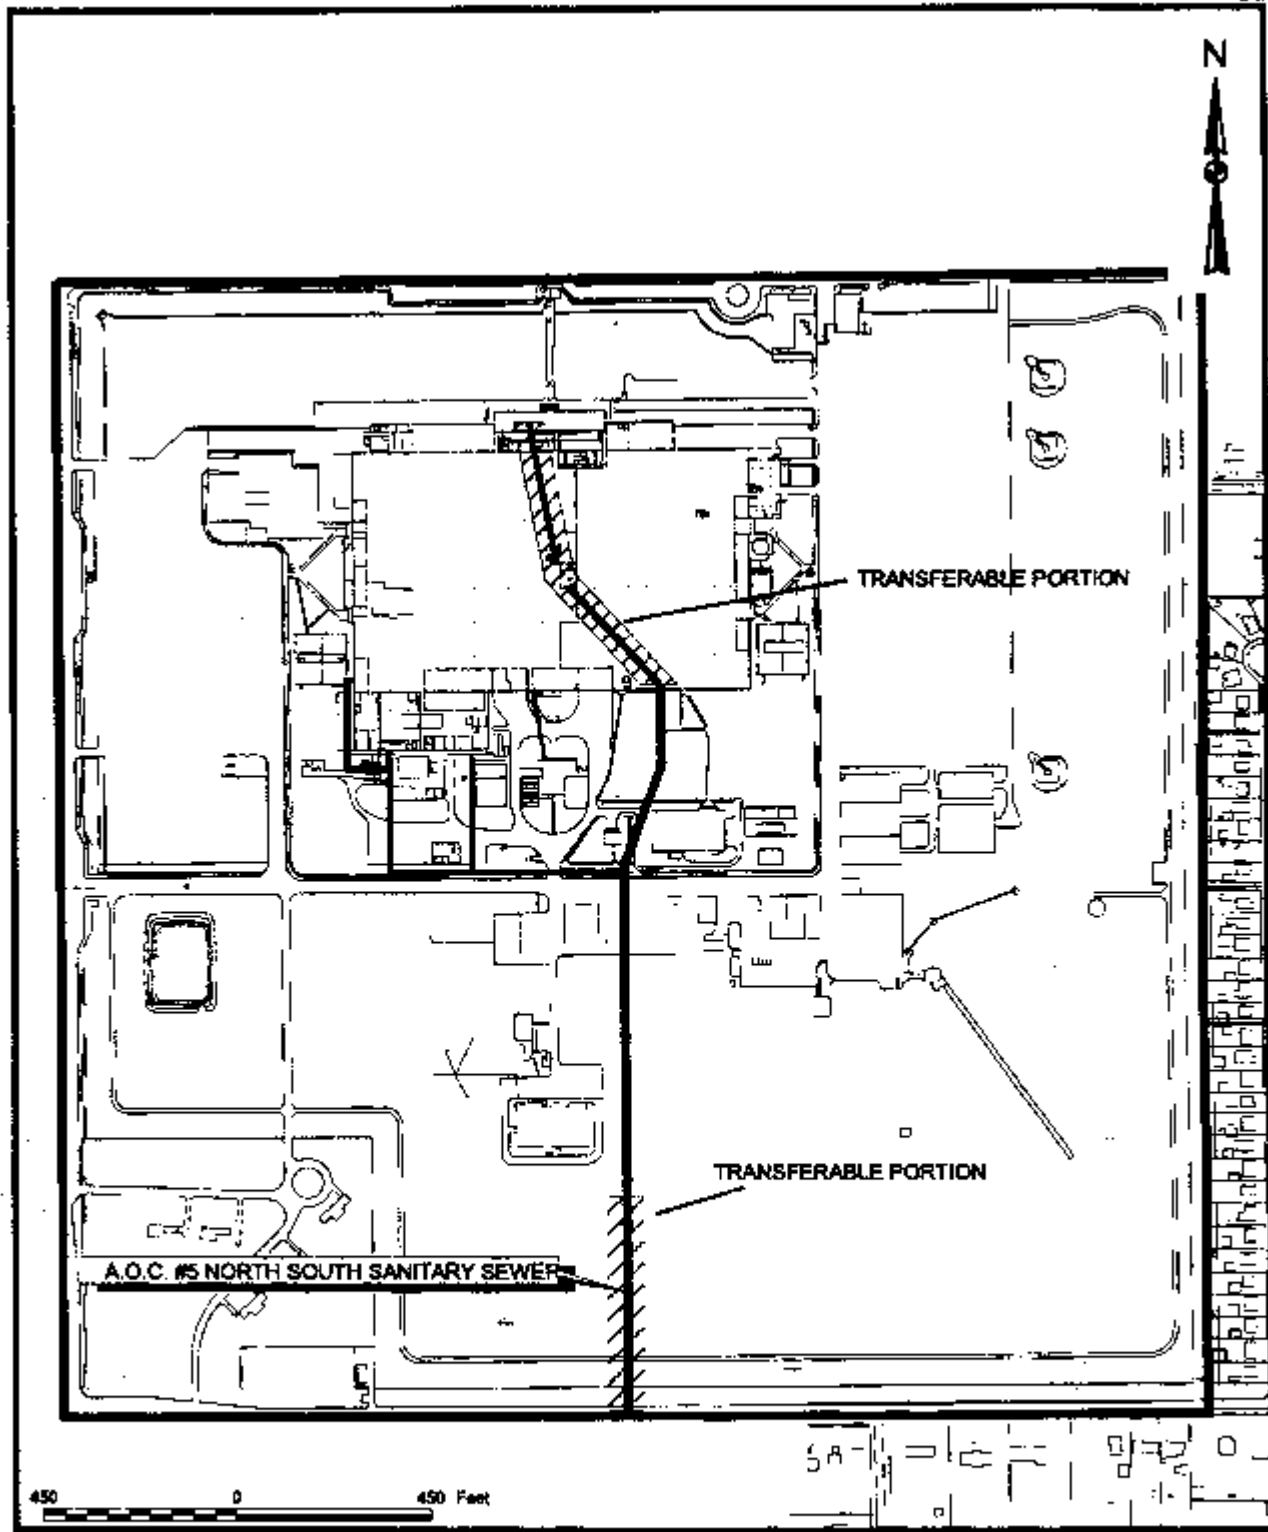 N
TRANSFERABLE PORTION
TRANSFERABLE PORTION
A.O.C. #5 NORTH SOUTH SANITARY SEWER
450 0 450 Feet